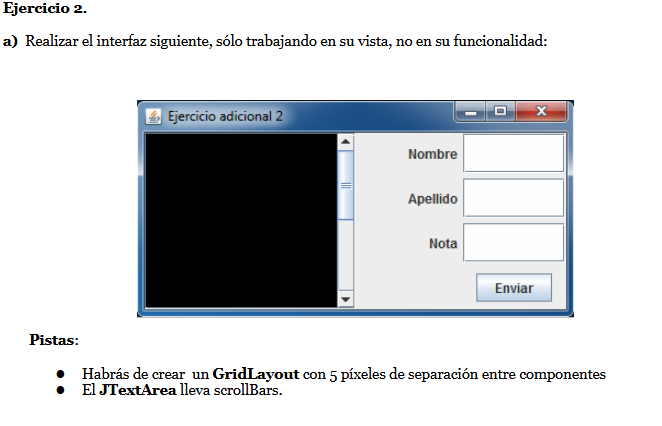 Ejercicio 2.
a) Realizar el interfaz siguiente, sólo trabajando en su vista, no en su funcionalidad:
Ejercicio adicional 2
Nombre
Apellido
Nota
Enviar
Pistas:
● Habrás de crear un GridLayout con 5 píxeles de separación entre componentes
● El JTextArea lleva scrollBars.